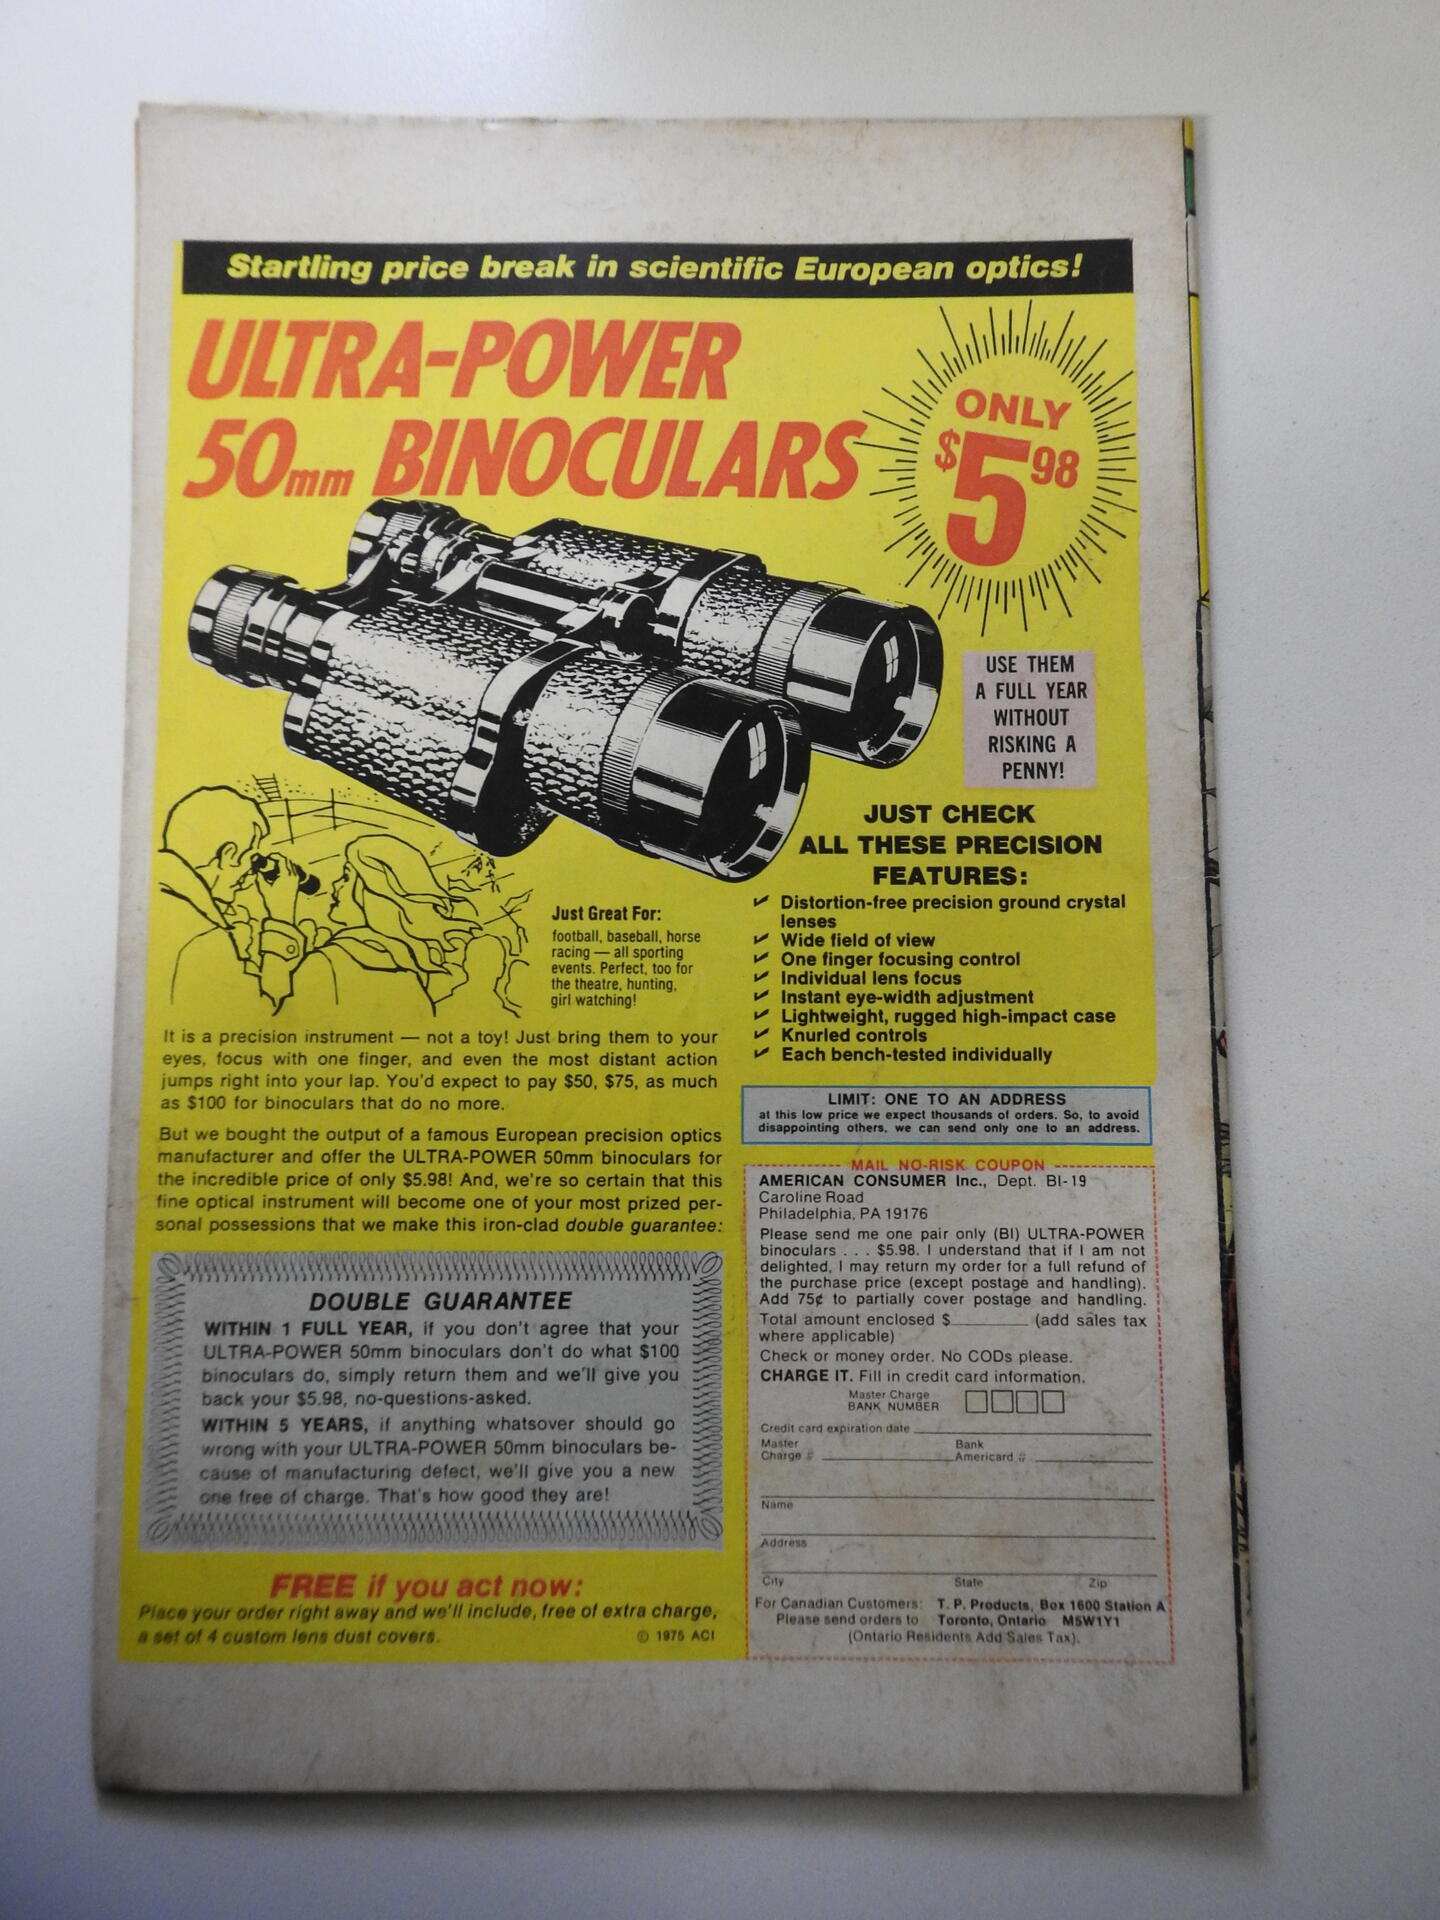 Startling price break in scientific European optics!
ULTRA-POWER
50mm BINOCULARS
ONLY
$5 98
USE THEM
A FULL YEAR
WITHOUT
RISKING A
PENNY!
JUST CHECK
ALL THESE PRECISION
FEATURES:
✔ Distortion-free precision ground crystal
lenses
✔ Wide field of view
✔ One finger focusing control
✔ Individual lens focus
✔ Instant eye-width adjustment
✔ Lightweight, rugged high-impact case
✔ Knurled controls
✔ Each bench-tested individually
Just Great For:
football, baseball, horse
racing — all sporting
events. Perfect, too for
the theatre, hunting,
girl watching!
It is a precision instrument — not a toy! Just bring them to your
eyes, focus with one finger, and even the most distant action
jumps right into your lap. You'd expect to pay $50, $75, as much
as $100 for binoculars that do no more.
But we bought the output of a famous European precision optics
manufacturer and offer the ULTRA-POWER 50mm binoculars for
the incredible price of only $5.98! And, we're so certain that this
fine optical instrument will become one of your most prized per-
sonal possessions that we make this iron-clad double guarantee:
DOUBLE GUARANTEE
WITHIN 1 FULL YEAR, if you don't agree that your
ULTRA-POWER 50mm binoculars don't do what $100
binoculars do, simply return them and we'll give you
back your $5.98, no-questions-asked.
WITHIN 5 YEARS, if anything whatsover should go
wrong with your ULTRA-POWER 50mm binoculars be-
cause of manufacturing defect, we'll give you a new
one free of charge. That's how good they are!
FREE if you act now:
Place your order right away and we'll include, free of extra charge,
a set of 4 custom lens dust covers.
© 1975 ACI
LIMIT: ONE TO AN ADDRESS
at this low price we expect thousands of orders. So, to avoid
disappointing others, we can send only one to an address.
MAIL NO-RISK COUPON
AMERICAN CONSUMER Inc., Dept. BI-19
Caroline Road
Philadelphia, PA 19176
Please send me one pair only (BI) ULTRA-POWER
binoculars . . . $5.98. I understand that if I am not
delighted, I may return my order for a full refund of
the purchase price (except postage and handling).
Add 75¢ to partially cover postage and handling.
Total amount enclosed $________ (add sales tax
where applicable)
Check or money order. No CODs please.
CHARGE IT. Fill in credit card information.
Master Charge
BANK NUMBER
Credit card expiration date
Master
Charge #
Bank
Americard #
Name
Address
City State Zip
For Canadian Customers: T. P. Products, Box 1600 Station A
Please send orders to Toronto, Ontario M5W1Y1
(Ontario Residents Add Sales Tax).